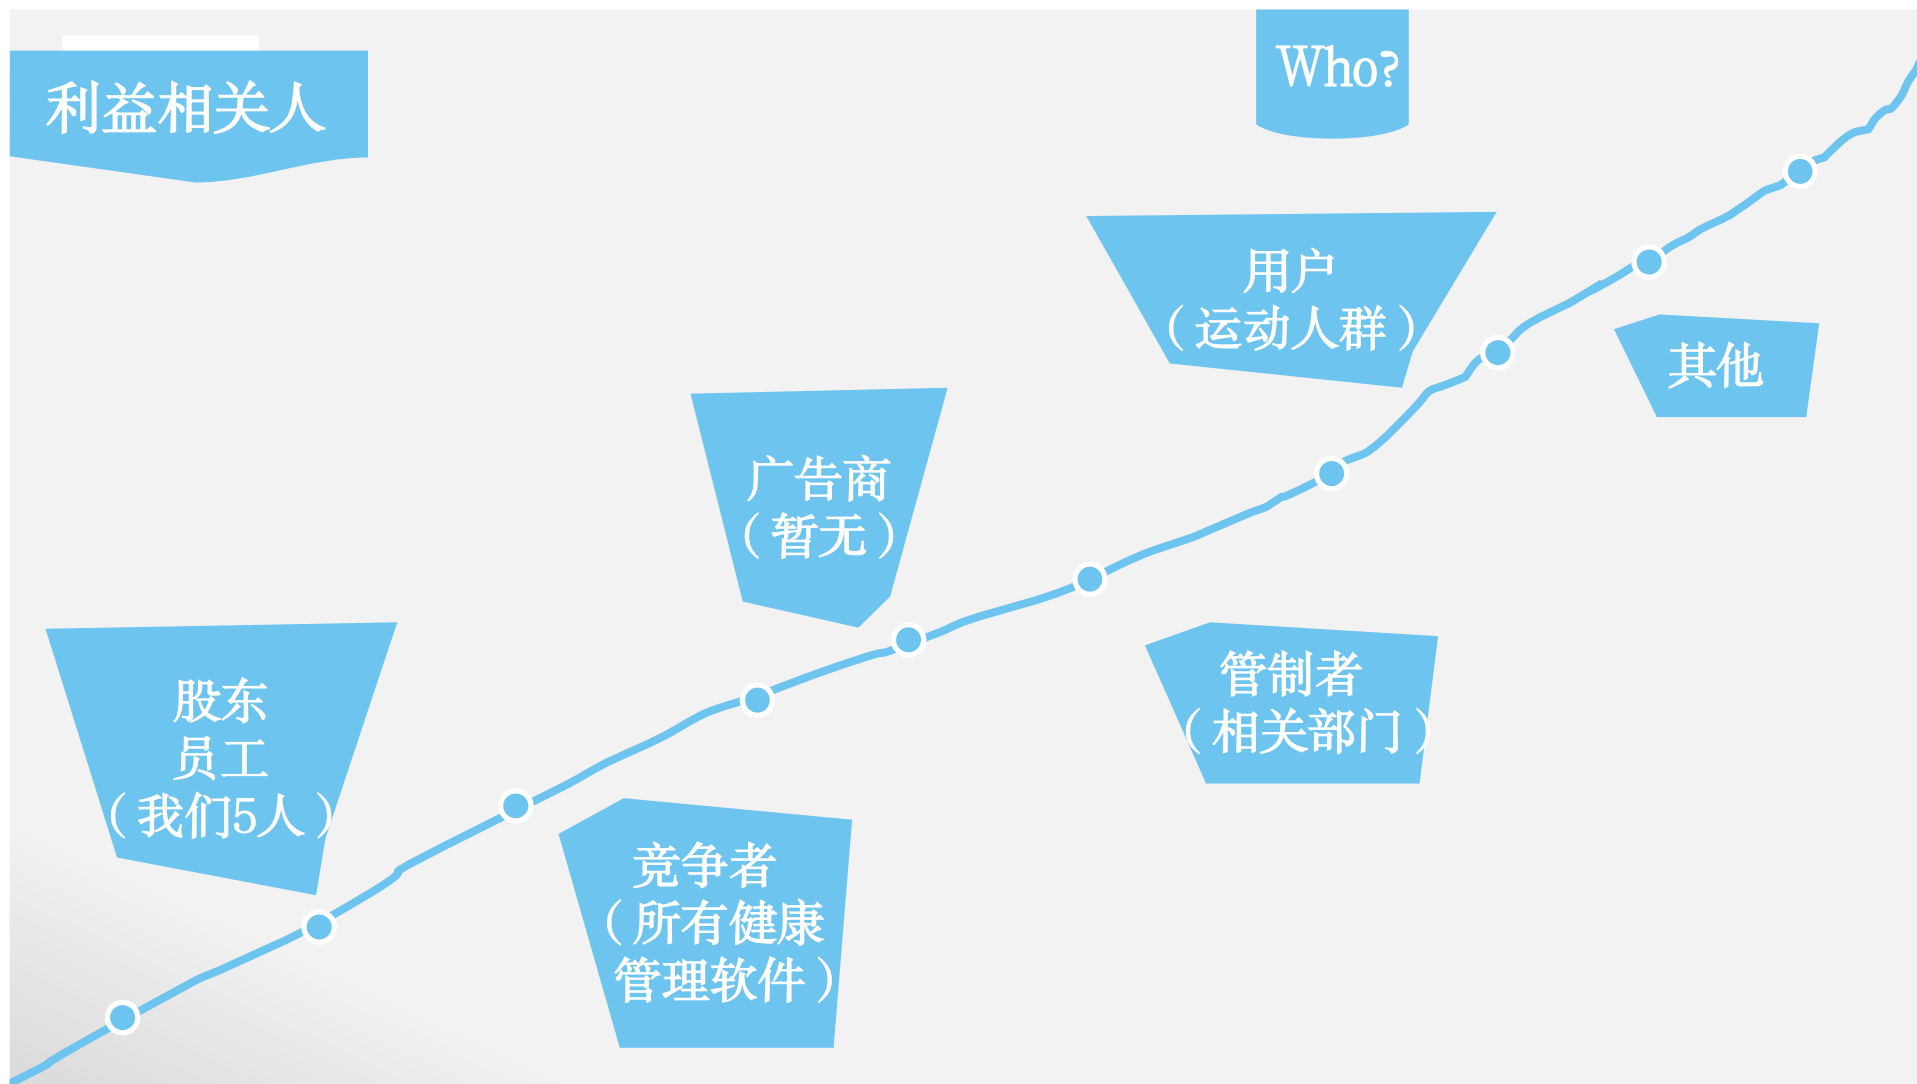 利益相关人
Who?
用户
（运动人群）
其他
广告商
（暂无）
股东
员工
（我们5人）
管制者
（相关部门）
竞争者
（所有健康
管理软件）